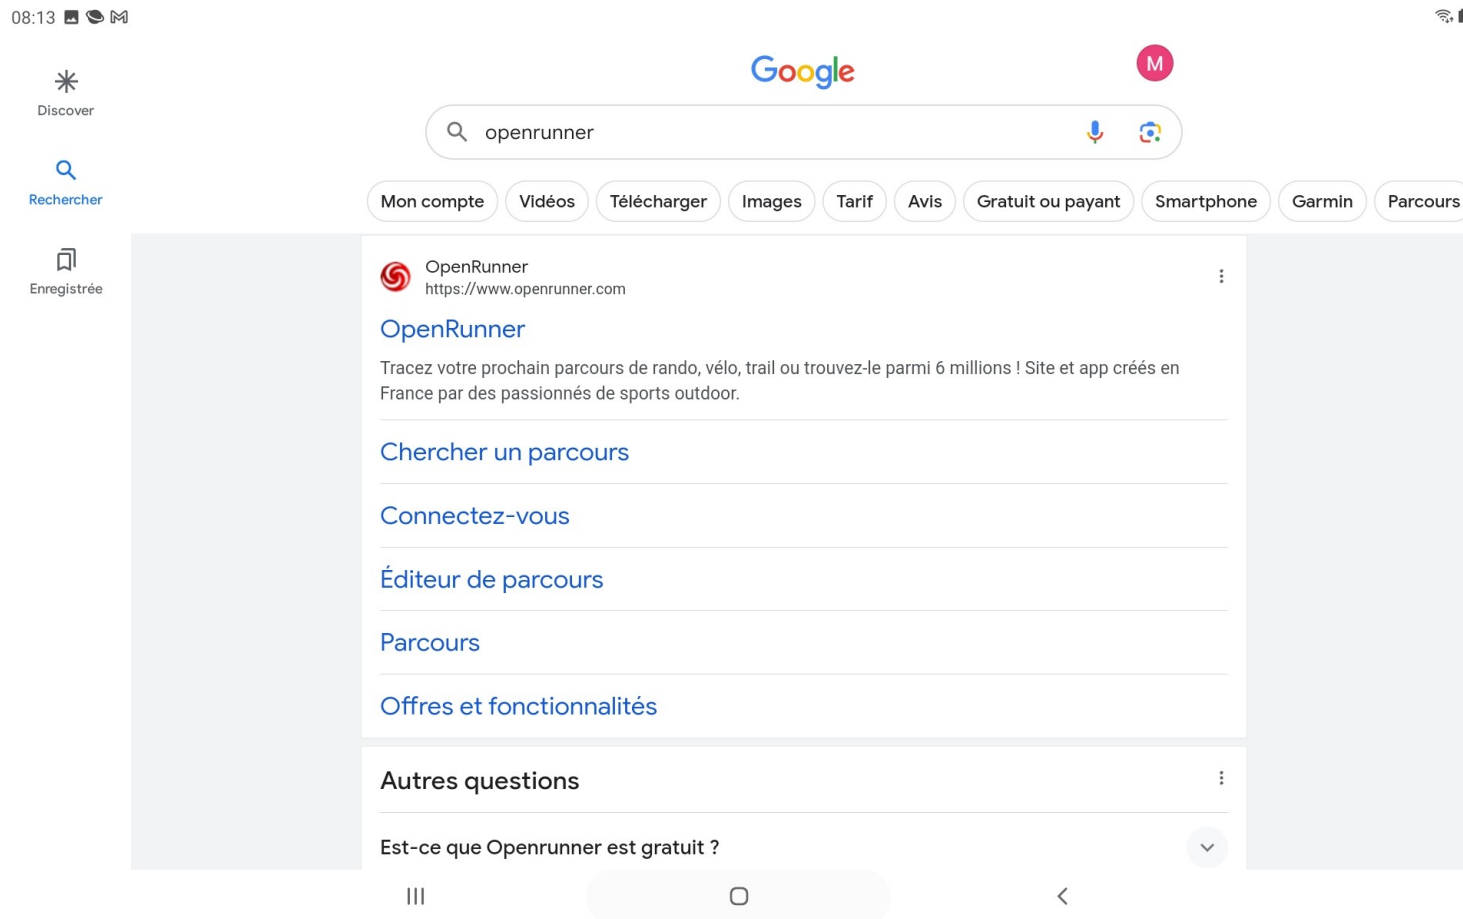 08:13
Discover
Rechercher
Enregistrée
Google
M
openrunner
Mon compte
Vidéos
Télécharger
Images
Tarif
Avis
Gratuit ou payant
Smartphone
Garmin
Parcours
OpenRunner
https://www.openrunner.com
OpenRunner
Tracez votre prochain parcours de rando, vélo, trail ou trouvez-le parmi 6 millions ! Site et app créés en
France par des passionnés de sports outdoor.
Chercher un parcours
Connectez-vous
Éditeur de parcours
Parcours
Offres et fonctionnalités
Autres questions
Est-ce que Openrunner est gratuit ?